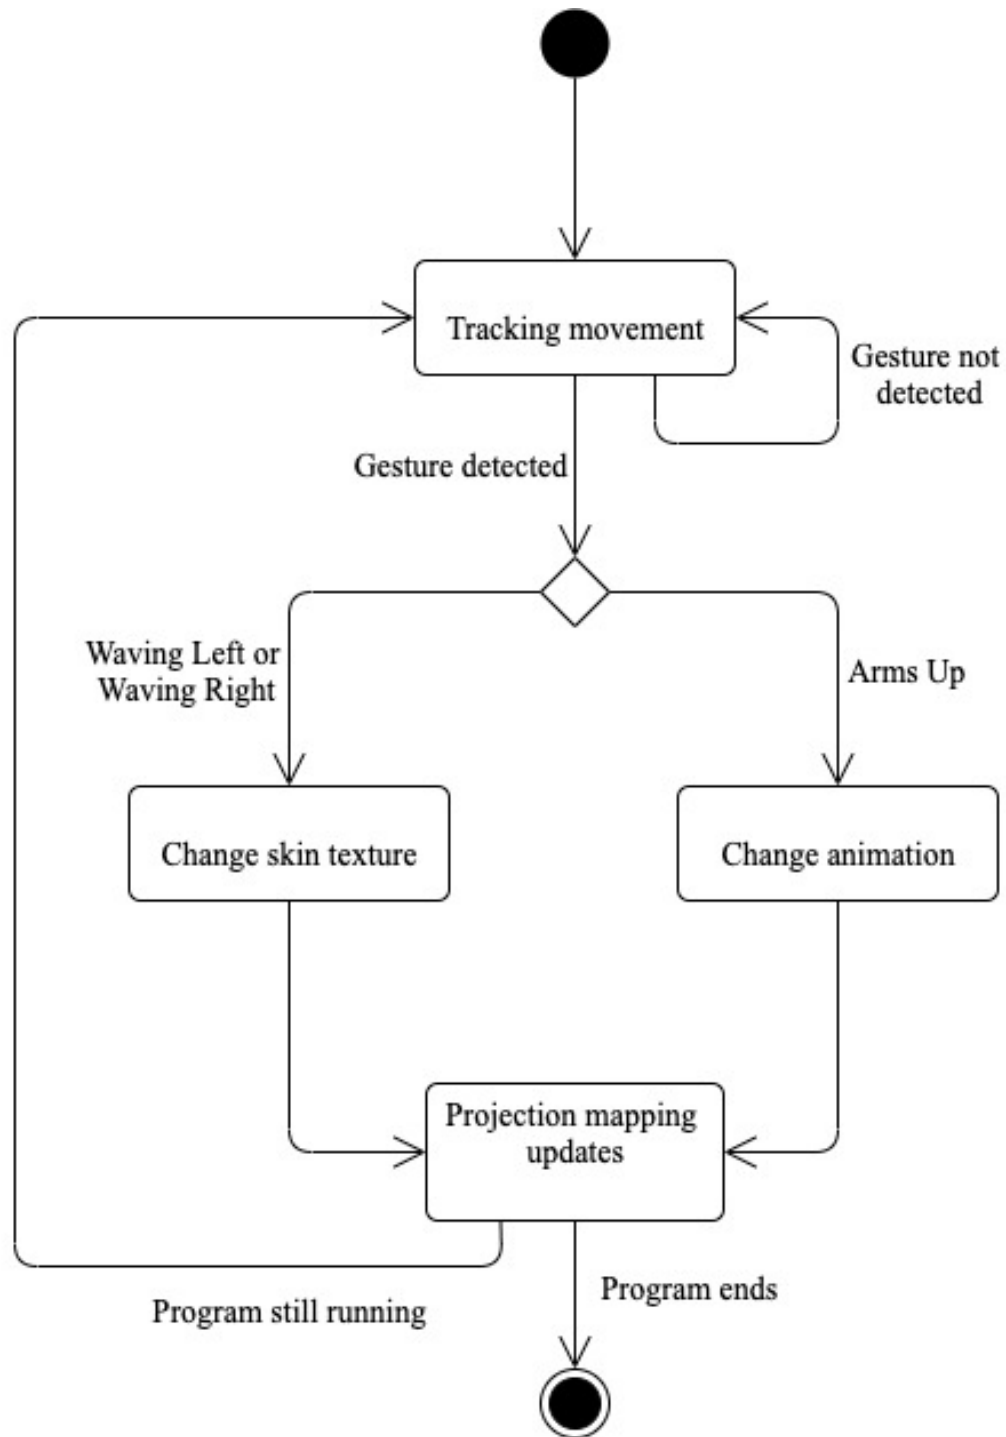 Tracking movement
Gesture not
detected
Gesture detected
Waving Left or
Waving Right
Arms Up
Change skin texture
Change animation
Projection mapping
updates
Program ends
Program still running